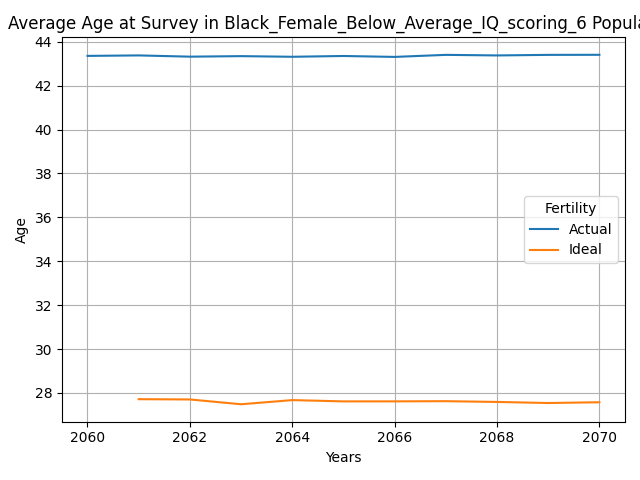 Average Age at Survey in Black_Female_Below_Average_IQ_scoring_6 Popula
44
42
40
38
36
34
32
30
28
Age
Fertility
Actual
Ideal
2060 2062 2064 2066 2068 2070
Years